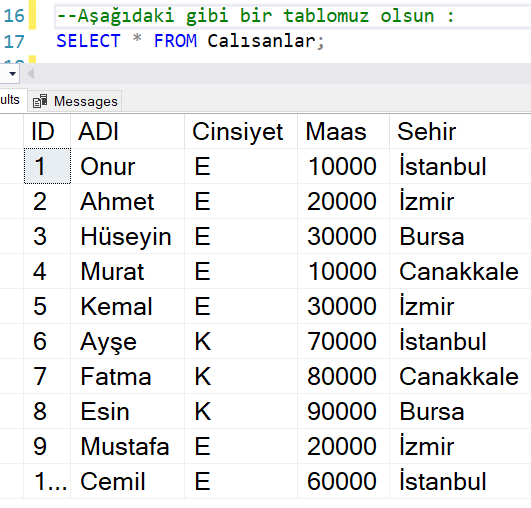 16 --Aşağıdaki gibi bir tablomuz olsun :
17 SELECT * FROM Calısanlar;
ults Messages
ID ADI Cinsiyet Maas Sehir
1 Onur E 10000 İstanbul
2 Ahmet E 20000 İzmir
3 Hüseyin E 30000 Bursa
4 Murat E 10000 Canakkale
5 Kemal E 30000 İzmir
6 Ayşe K 70000 İstanbul
7 Fatma K 80000 Canakkale
8 Esin K 90000 Bursa
9 Mustafa E 20000 İzmir
1... Cemil E 60000 İstanbul